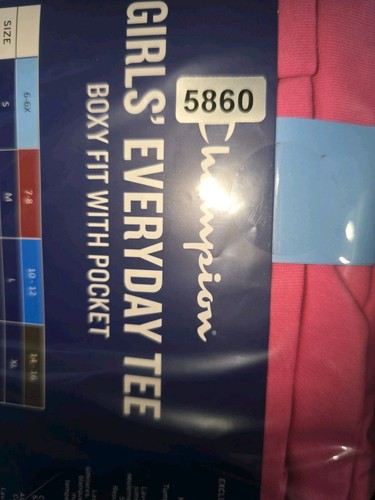 5860
Champion
GIRLS' EVERYDAY TEE
BOXY FIT WITH POCKET
SIZE S M L XL
6-6X 7-8 10 - 12 14 - 16